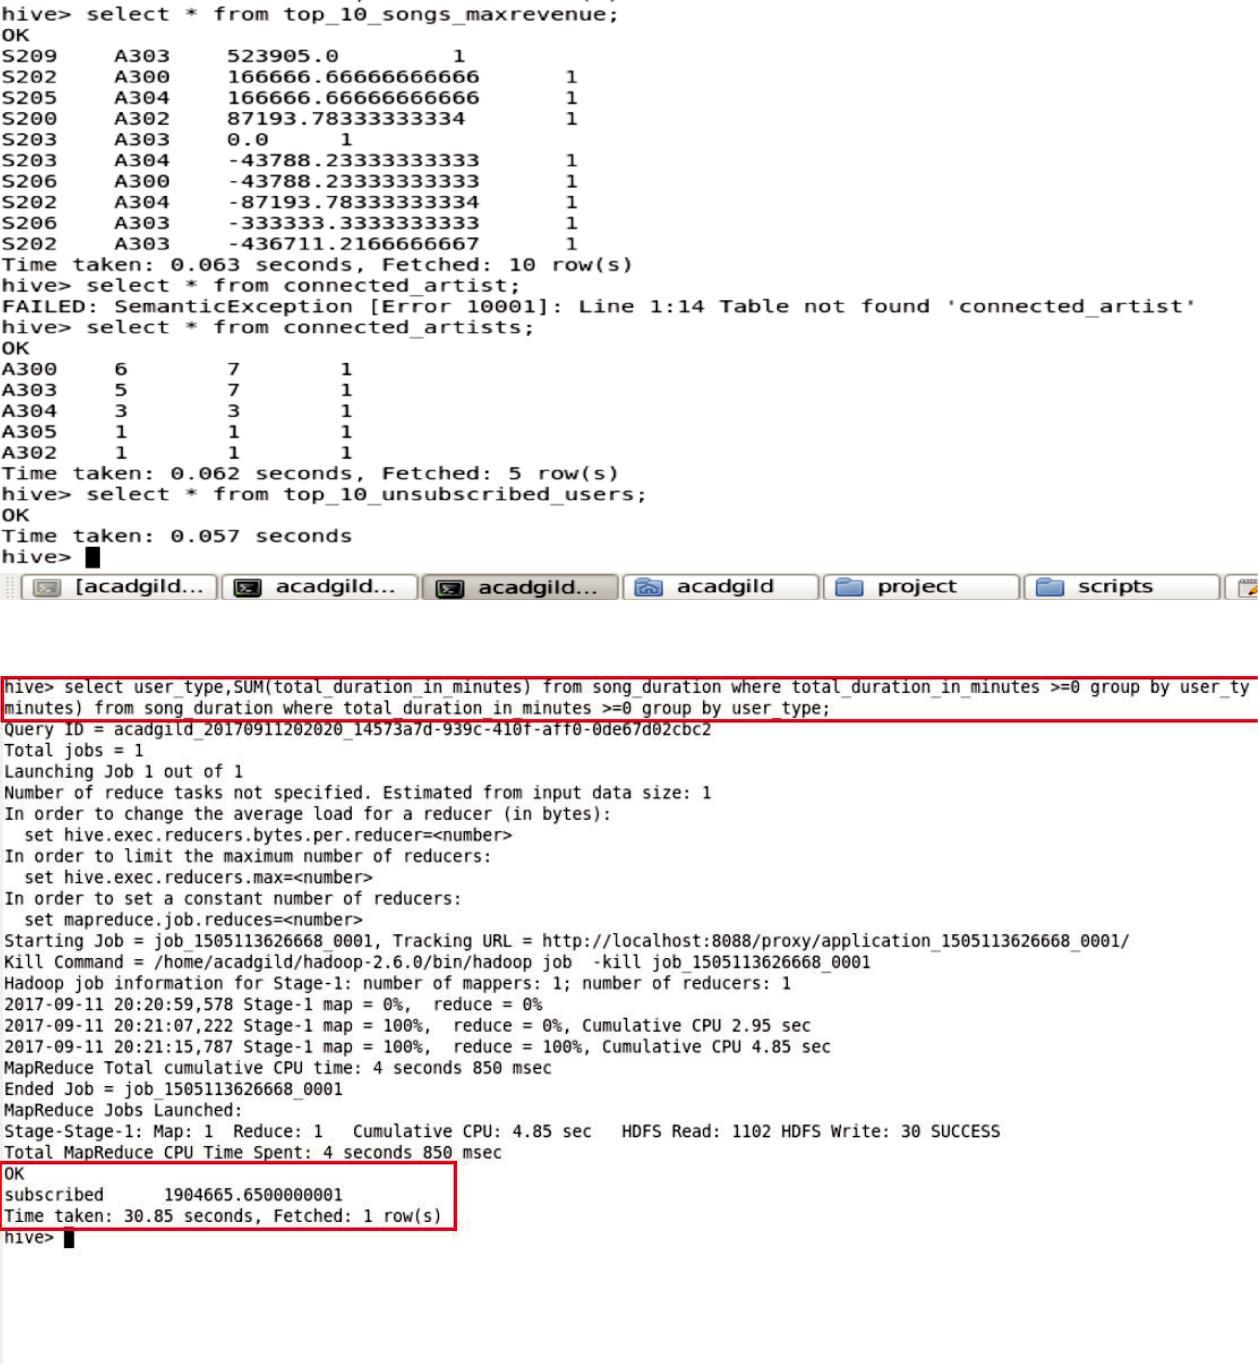 hive> select * from top_10_songs_maxrevenue;
OK
S209 A303 523905.0 1
S202 A300 166666.66666666666 1
S205 A304 166666.66666666666 1
S200 A302 87193.78333333334 1
S203 A303 0.0 1
S203 A304 -43788.23333333333 1
S206 A300 -43788.23333333333 1
S202 A304 -87193.78333333334 1
S206 A303 -333333.3333333333 1
S202 A303 -436711.2166666667 1
Time taken: 0.063 seconds, Fetched: 10 row(s)
hive> select * from connected_artist;
FAILED: SemanticException [Error 10001]: Line 1:14 Table not found 'connected_artist'
hive> select * from connected_artists;
OK
A300 6 7 1
A303 5 7 1
A304 3 3 1
A305 1 1 1
A302 1 1 1
Time taken: 0.062 seconds, Fetched: 5 row(s)
hive> select * from top_10_unsubscribed_users;
OK
Time taken: 0.057 seconds
hive>
[acadgild... acadgild... acadgild... acadgild project scripts
hive> select user_type,SUM(total_duration_in_minutes) from song_duration where total_duration_in_minutes >=0 group by user_ty
minutes) from song_duration where total_duration_in_minutes >=0 group by user_type;
Query ID = acadgild_20170911202020_14573a7d-939c-410f-aff0-0de67d02cbc2
Total jobs = 1
Launching Job 1 out of 1
Number of reduce tasks not specified. Estimated from input data size: 1
In order to change the average load for a reducer (in bytes):
  set hive.exec.reducers.bytes.per.reducer=<number>
In order to limit the maximum number of reducers:
  set hive.exec.reducers.max=<number>
In order to set a constant number of reducers:
  set mapreduce.job.reduces=<number>
Starting Job = job_1505113626668_0001, Tracking URL = http://localhost:8088/proxy/application_1505113626668_0001/
Kill Command = /home/acadgild/hadoop-2.6.0/bin/hadoop job  -kill job_1505113626668_0001
Hadoop job information for Stage-1: number of mappers: 1; number of reducers: 1
2017-09-11 20:20:59,578 Stage-1 map = 0%,  reduce = 0%
2017-09-11 20:21:07,222 Stage-1 map = 100%,  reduce = 0%, Cumulative CPU 2.95 sec
2017-09-11 20:21:15,787 Stage-1 map = 100%,  reduce = 100%, Cumulative CPU 4.85 sec
MapReduce Total cumulative CPU time: 4 seconds 850 msec
Ended Job = job_1505113626668_0001
MapReduce Jobs Launched:
Stage-Stage-1: Map: 1  Reduce: 1   Cumulative CPU: 4.85 sec   HDFS Read: 1102 HDFS Write: 30 SUCCESS
Total MapReduce CPU Time Spent: 4 seconds 850 msec
OK
subscribed 1904665.6500000001
Time taken: 30.85 seconds, Fetched: 1 row(s)
hive>